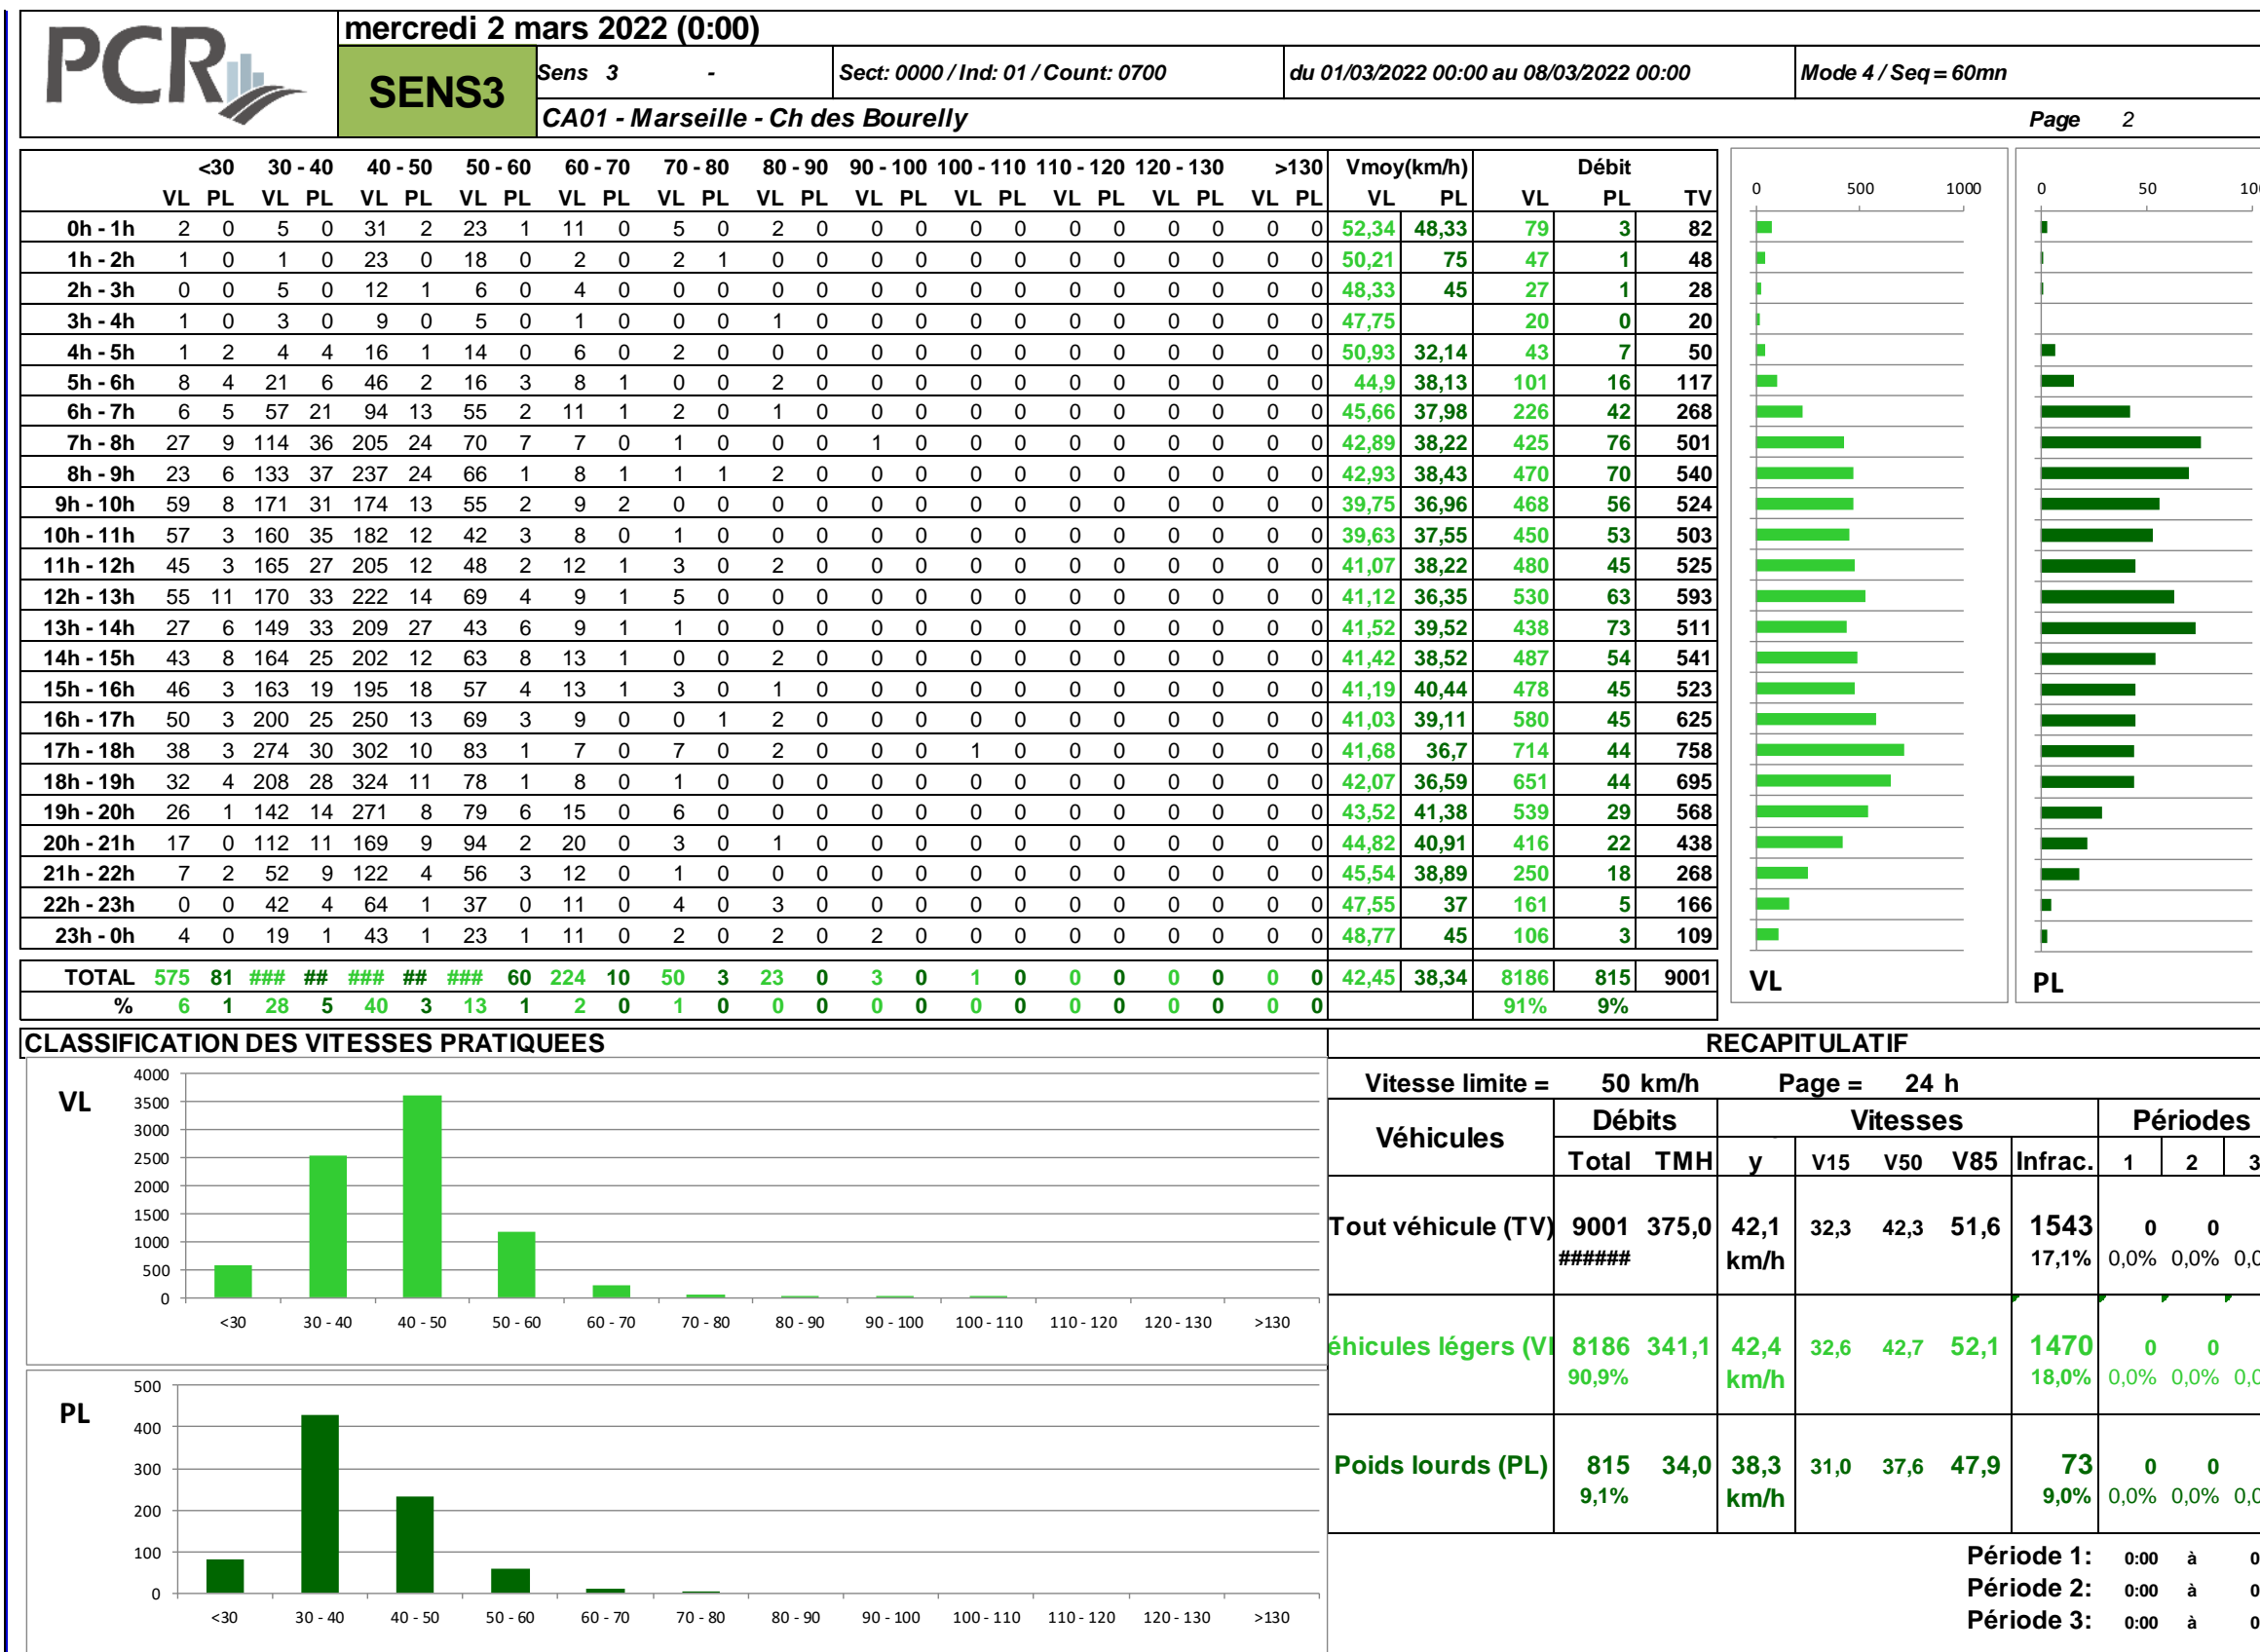 PCR
mercredi 2 mars 2022 (0:00)
SENS3
Sens 3 - Sect: 0000 / Ind: 01 / Count: 0700 du 01/03/2022 00:00 au 08/03/2022 00:00 Mode 4 / Seq = 60mn
CA01 - Marseille - Ch des Bourelly Page 2
<30 30 - 40 40 - 50 50 - 60 60 - 70 70 - 80 80 - 90 90 - 100 100 - 110 110 - 120 120 - 130 >130 Vmoy(km/h) Débit
VL PL VL PL VL PL VL PL VL PL VL PL VL PL VL PL VL PL VL PL VL PL VL PL VL PL VL PL TV
0h - 1h 2 0 5 0 31 2 23 1 11 0 5 0 2 0 0 0 0 0 0 0 0 0 0 0 52,34 48,33 79 3 82
1h - 2h 1 0 1 0 23 0 18 0 2 0 2 1 0 0 0 0 0 0 0 0 0 0 0 0 50,21 75 47 1 48
2h - 3h 0 0 5 0 12 1 6 0 4 0 0 0 0 0 0 0 0 0 0 0 0 0 0 0 48,33 45 27 1 28
3h - 4h 1 0 3 0 9 0 5 0 1 0 0 0 1 0 0 0 0 0 0 0 0 0 0 0 47,75 20 0 20
4h - 5h 1 2 4 4 16 1 14 0 6 0 2 0 0 0 0 0 0 0 0 0 0 0 0 0 50,93 32,14 43 7 50
5h - 6h 8 4 21 6 46 2 16 3 8 1 0 0 2 0 0 0 0 0 0 0 0 0 0 0 44,9 38,13 101 16 117
6h - 7h 6 5 57 21 94 13 55 2 11 1 2 0 1 0 0 0 0 0 0 0 0 0 0 0 45,66 37,98 226 42 268
7h - 8h 27 9 114 36 205 24 70 7 7 0 1 0 0 0 1 0 0 0 0 0 0 0 0 0 42,89 38,22 425 76 501
8h - 9h 23 6 133 37 237 24 66 1 8 1 1 1 2 0 0 0 0 0 0 0 0 0 0 0 42,93 38,43 470 70 540
9h - 10h 59 8 171 31 174 13 55 2 9 2 0 0 0 0 0 0 0 0 0 0 0 0 0 0 39,75 36,96 468 56 524
10h - 11h 57 3 160 35 182 12 42 3 8 0 1 0 0 0 0 0 0 0 0 0 0 0 0 0 39,63 37,55 450 53 503
11h - 12h 45 3 165 27 205 12 48 2 12 1 3 0 2 0 0 0 0 0 0 0 0 0 0 0 41,07 38,22 480 45 525
12h - 13h 55 11 170 33 222 14 69 4 9 1 5 0 0 0 0 0 0 0 0 0 0 0 0 0 41,12 36,35 530 63 593
13h - 14h 27 6 149 33 209 27 43 6 9 1 1 0 0 0 0 0 0 0 0 0 0 0 0 0 41,52 39,52 438 73 511
14h - 15h 43 8 164 25 202 12 63 8 13 1 0 0 2 0 0 0 0 0 0 0 0 0 0 0 41,42 38,52 487 54 541
15h - 16h 46 3 163 19 195 18 57 4 13 1 3 0 1 0 0 0 0 0 0 0 0 0 0 0 41,19 40,44 478 45 523
16h - 17h 50 3 200 25 250 13 69 3 9 0 0 1 2 0 0 0 0 0 0 0 0 0 0 0 41,03 39,11 580 45 625
17h - 18h 38 3 274 30 302 10 83 1 7 0 7 0 2 0 0 0 1 0 0 0 0 0 0 0 41,68 36,7 714 44 758
18h - 19h 32 4 208 28 324 11 78 1 8 0 1 0 0 0 0 0 0 0 0 0 0 0 0 0 42,07 36,59 651 44 695
19h - 20h 26 1 142 14 271 8 79 6 15 0 6 0 0 0 0 0 0 0 0 0 0 0 0 0 43,52 41,38 539 29 568
20h - 21h 17 0 112 11 169 9 94 2 20 0 3 0 1 0 0 0 0 0 0 0 0 0 0 0 44,82 40,91 416 22 438
21h - 22h 7 2 52 9 122 4 56 3 12 0 1 0 0 0 0 0 0 0 0 0 0 0 0 0 45,54 38,89 250 18 268
22h - 23h 0 0 42 4 64 1 37 0 11 0 4 0 3 0 0 0 0 0 0 0 0 0 0 0 47,55 37 161 5 166
23h - 0h 4 0 19 1 43 1 23 1 11 0 2 0 2 0 2 0 0 0 0 0 0 0 0 0 48,77 45 106 3 109
TOTAL 575 81 ### ## ### ## ### 60 224 10 50 3 23 0 3 0 1 0 0 0 0 0 0 0 42,45 38,34 8186 815 9001
% 6 1 28 5 40 3 13 1 2 0 1 0 0 0 0 0 0 0 0 0 0 0 0 0 91% 9%
0 500 1000
VL
0 50 100
PL
CLASSIFICATION DES VITESSES PRATIQUEES
VL
4000
3500
3000
2500
2000
1500
1000
500
0
<30 30 - 40 40 - 50 50 - 60 60 - 70 70 - 80 80 - 90 90 - 100 100 - 110 110 - 120 120 - 130 >130
PL
500
400
300
200
100
0
<30 30 - 40 40 - 50 50 - 60 60 - 70 70 - 80 80 - 90 90 - 100 100 - 110 110 - 120 120 - 130 >130
RECAPITULATIF
Vitesse limite = 50 km/h Page = 24 h
Véhicules Débits Vitesses Périodes
Total TMH y V15 V50 V85 Infrac. 1 2 3
Tout véhicule (TV) 9001 375,0 42,1 32,3 42,3 51,6 1543 0 0
###### km/h 17,1% 0,0% 0,0% 0,0
éhicules légers (VL 8186 341,1 42,4 32,6 42,7 52,1 1470 0 0
90,9% km/h 18,0% 0,0% 0,0% 0,0
Poids lourds (PL) 815 34,0 38,3 31,0 37,6 47,9 73 0 0
9,1% km/h 9,0% 0,0% 0,0% 0,0
Période 1: 0:00 à 0
Période 2: 0:00 à 0
Période 3: 0:00 à 0